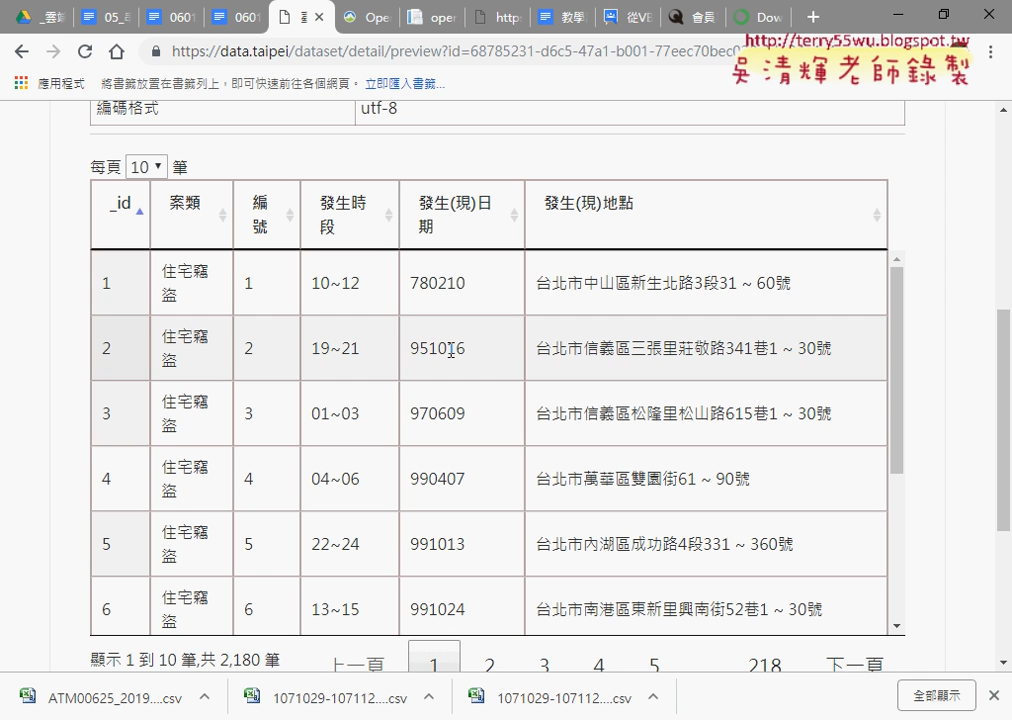 _雲端
05_
0601
0601
Ope
oper
http:
教學
從VB
會員
Dow
https://data.taipei/dataset/detail/preview?id=68785231-d6c5-47a1-b001-77eec70bec0
http://terry55wu.blogspot.tw
吳清輝老師錄製
應用程式 將書籤放置在書籤列上，即可快速前往各個網頁。 立即匯入書籤...
編碼格式 utf-8
每頁 10 筆
_id 案類 編號 發生時段 發生(現)日期 發生(現)地點
1 住宅竊盜 1 10~12 780210 台北市中山區新生北路3段31 ~ 60號
2 住宅竊盜 2 19~21 951016 台北市信義區三張里莊敬路341巷1 ~ 30號
3 住宅竊盜 3 01~03 970609 台北市信義區松隆里松山路615巷1 ~ 30號
4 住宅竊盜 4 04~06 990407 台北市萬華區雙園街61 ~ 90號
5 住宅竊盜 5 22~24 991013 台北市內湖區成功路4段331 ~ 360號
6 住宅竊盜 6 13~15 991024 台北市南港區東新里興南街52巷1 ~ 30號
顯示 1 到 10 筆,共 2,180 筆 上一頁 1 2 3 4 5 218 下一頁
ATM00625_2019....csv 1071029-107112....csv 1071029-107112....csv 全部顯示